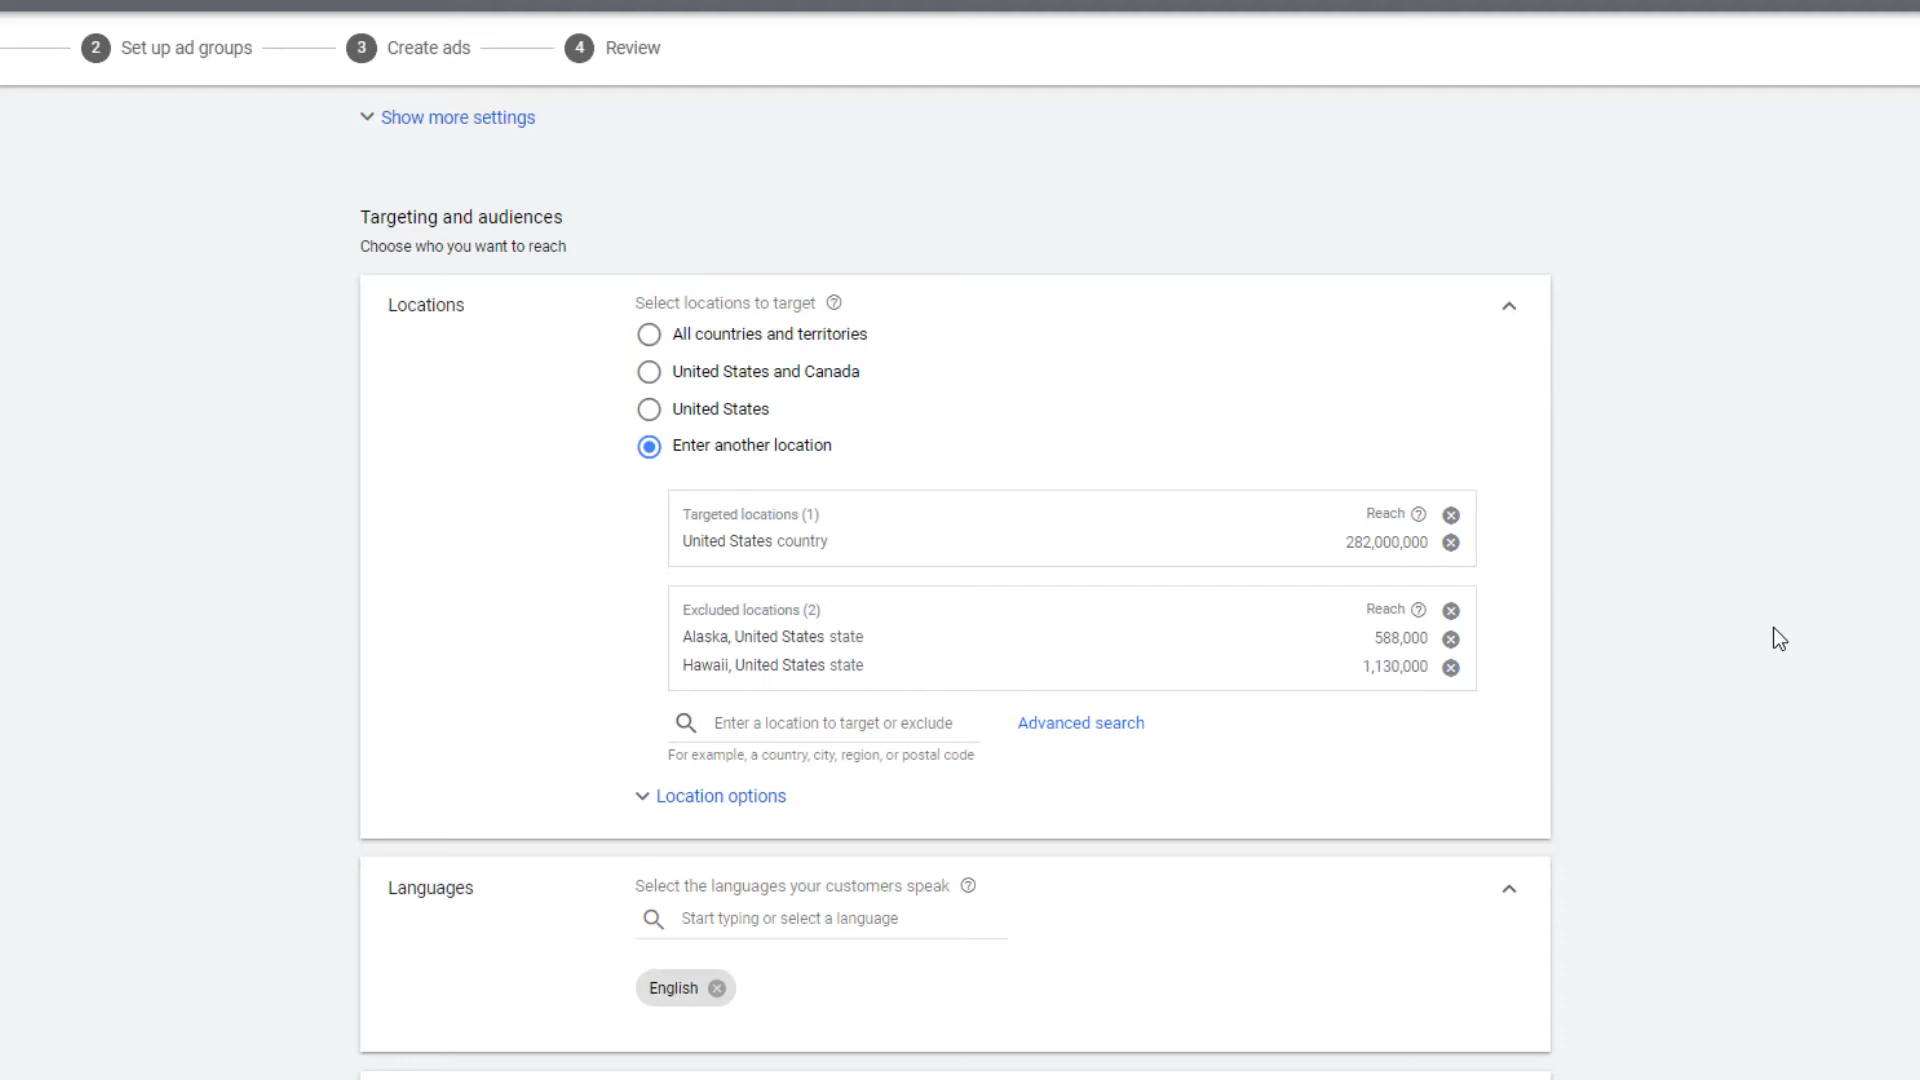 2 Set up ad groups 3 Create ads 4 Review
Show more settings
Targeting and audiences
Choose who you want to reach
Locations
Select locations to target
All countries and territories
United States and Canada
United States
Enter another location
Targeted locations (1) Reach
United States country 282,000,000
Excluded locations (2) Reach
Alaska, United States state 588,000
Hawaii, United States state 1,130,000
Enter a location to target or exclude Advanced search
For example, a country, city, region, or postal code
Location options
Languages
Select the languages your customers speak
Start typing or select a language
English